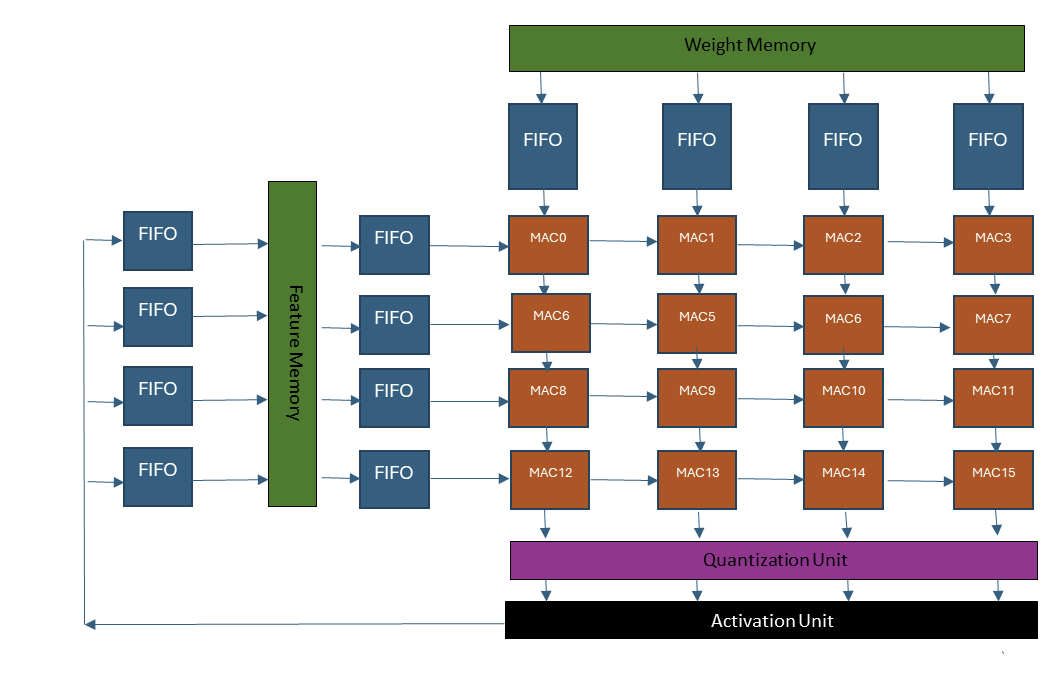 Weight Memory
FIFO
FIFO
FIFO
FIFO
FIFO
FIFO
MAC0
MAC1
MAC2
MAC3
FIFO
FIFO
MAC6
MAC5
MAC6
MAC7
Feature Memory
FIFO
FIFO
MAC8
MAC9
MAC10
MAC11
FIFO
FIFO
MAC12
MAC13
MAC14
MAC15
Quantization Unit
Activation Unit